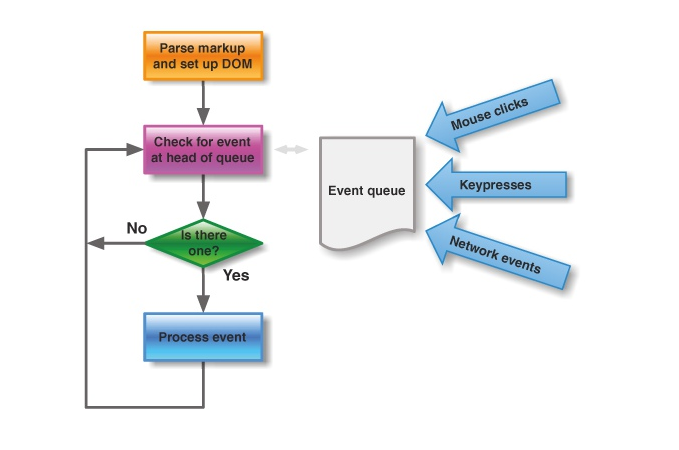 Parse markup
and set up DOM
Check for event
at head of queue
Is there
one?
No
Yes
Process event
Event queue
Mouse clicks
Keypresses
Network events